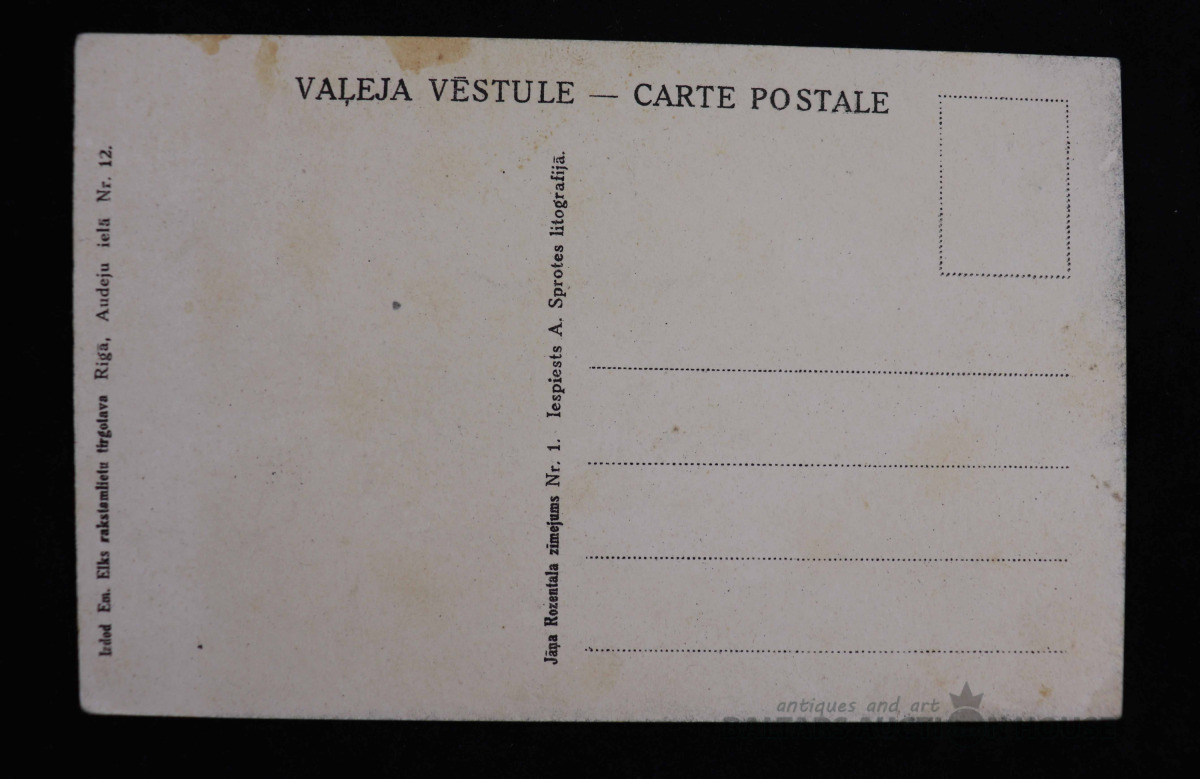 VAĻEJA VĒSTULE — CARTE POSTALE
Izdod Em. Elks rakstamlietu tirgotava Rīgā, Audeju ielā Nr. 12.
Jāņa Rozentala zīmejums Nr. 1. Iespiests A. Sprotes litografijā.
antiques and art